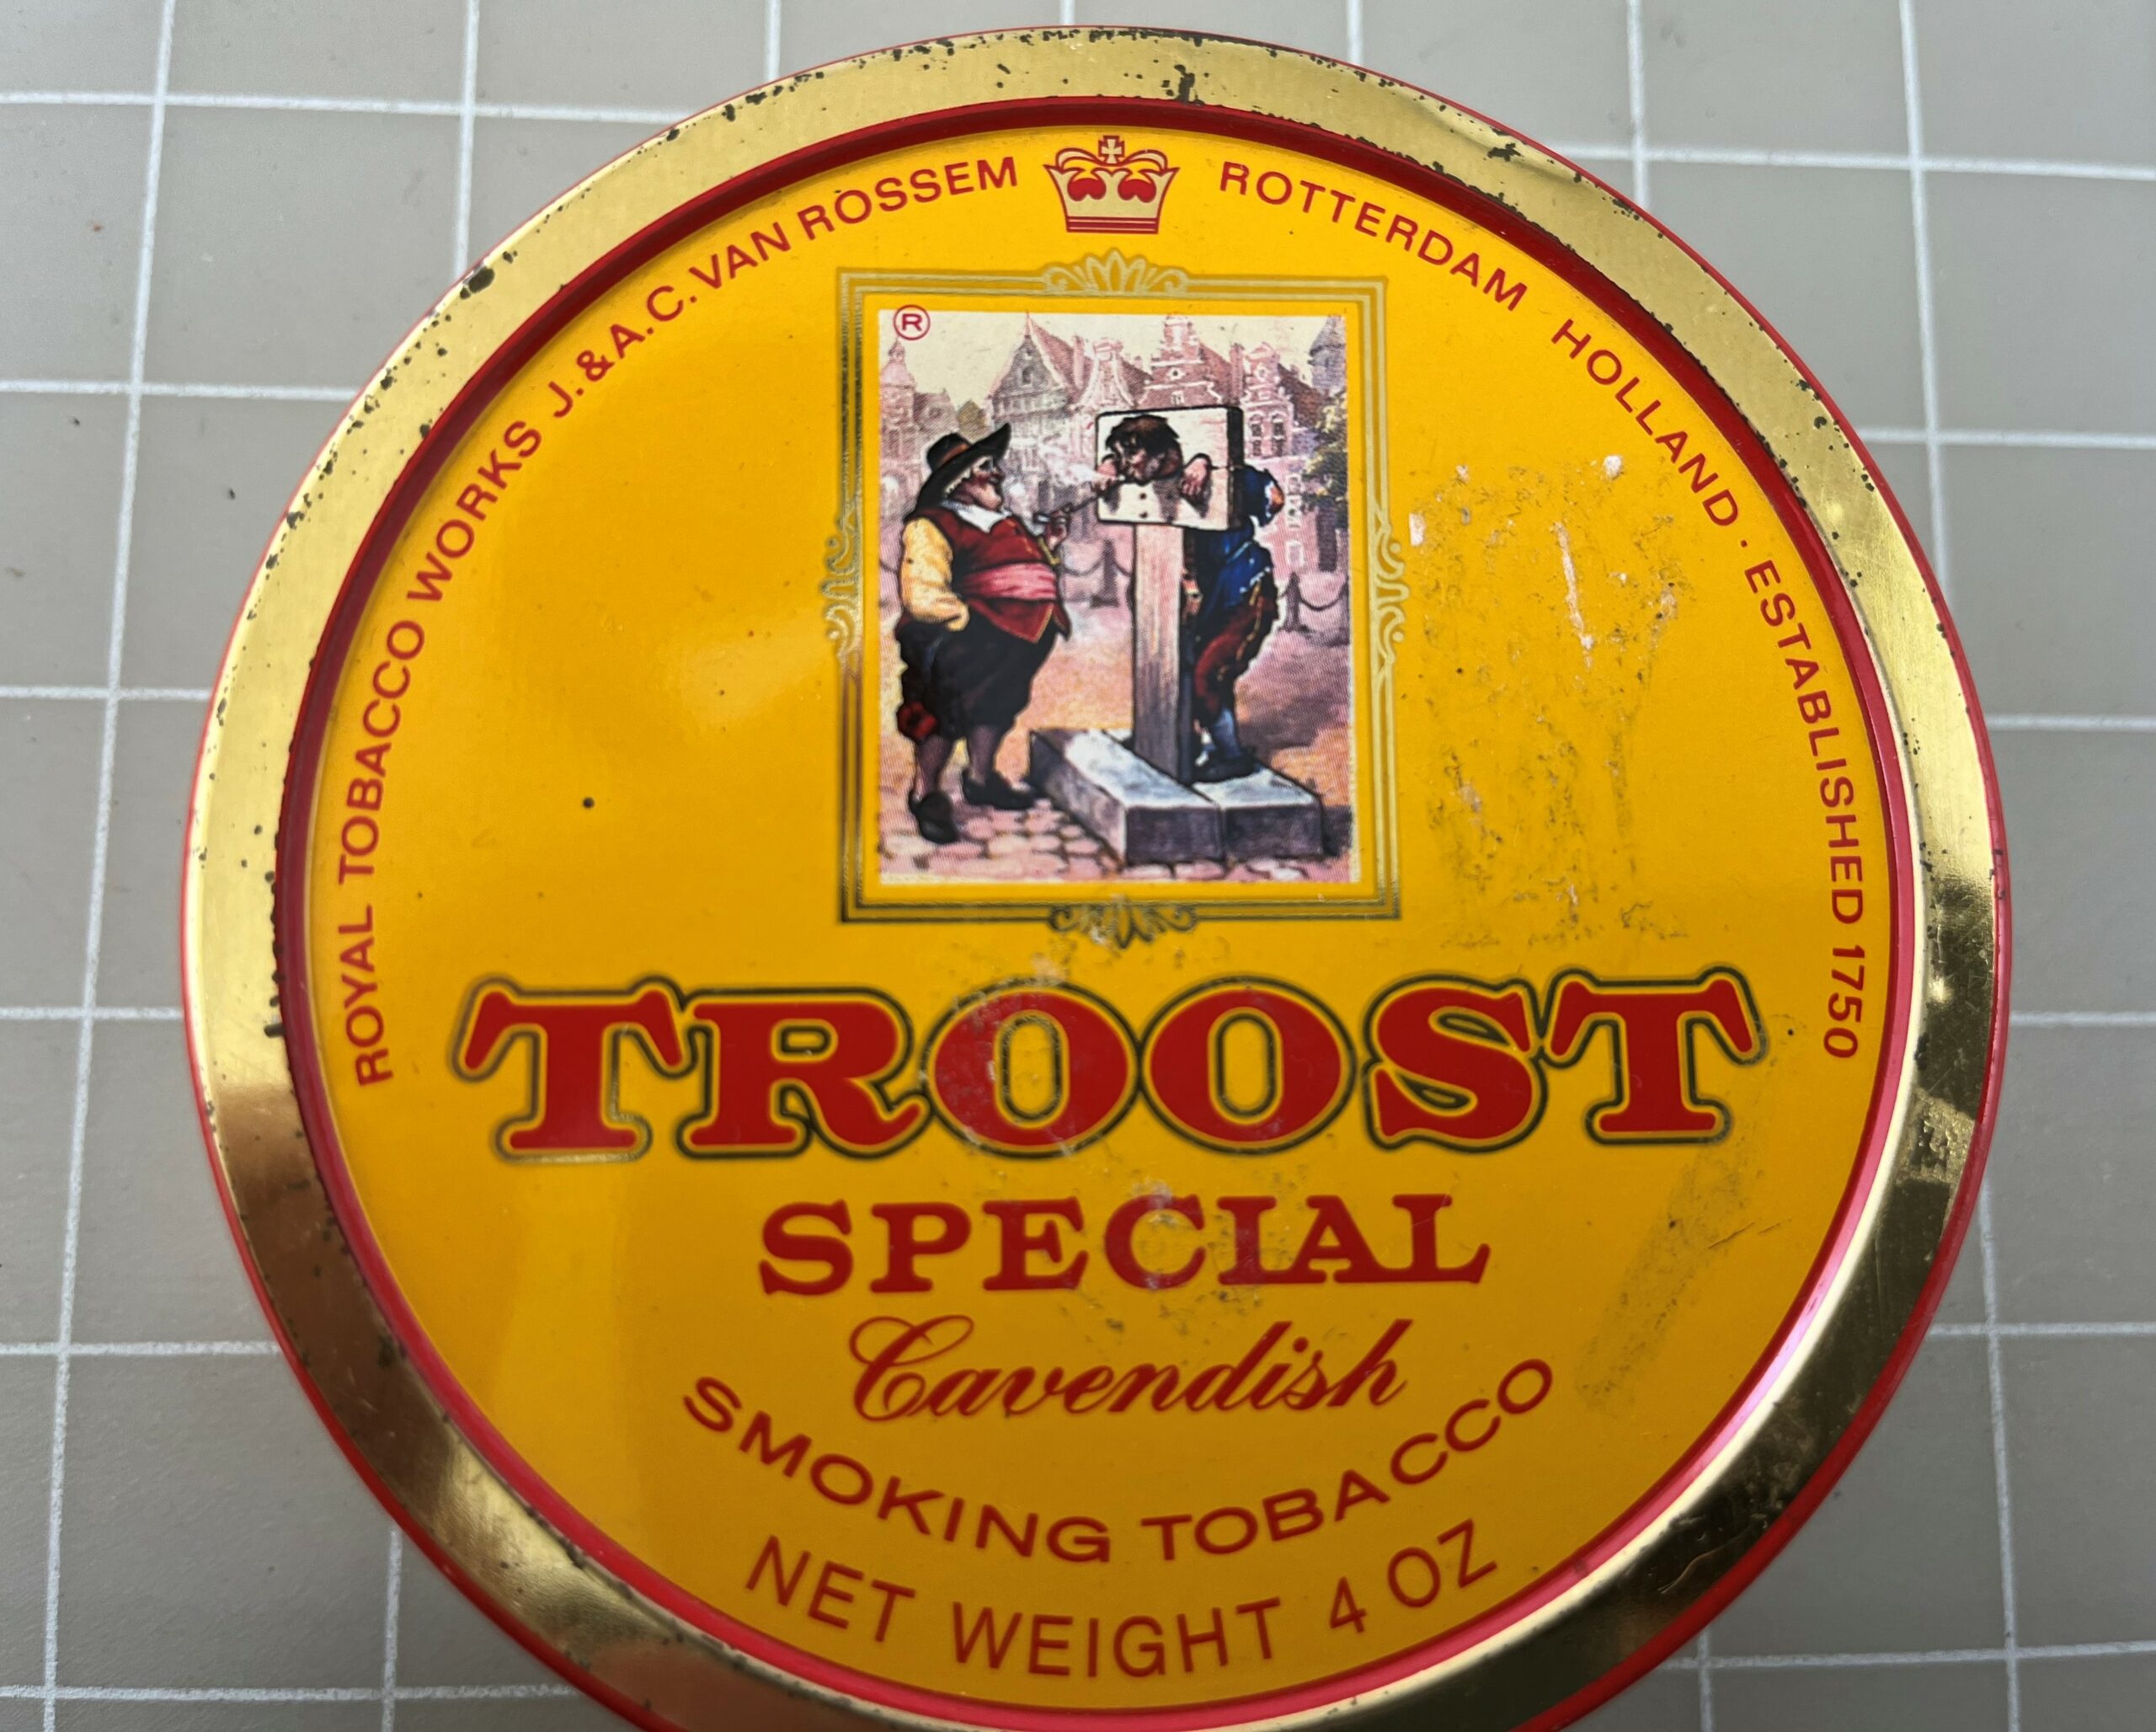 ROYAL TOBACCO WORKS J. & A.C. VAN ROSSEM ROTTERDAM HOLLAND · ESTABLISHED 1750
®
TROOST
SPECIAL
Cavendish
SMOKING TOBACCO
NET WEIGHT 4 OZ